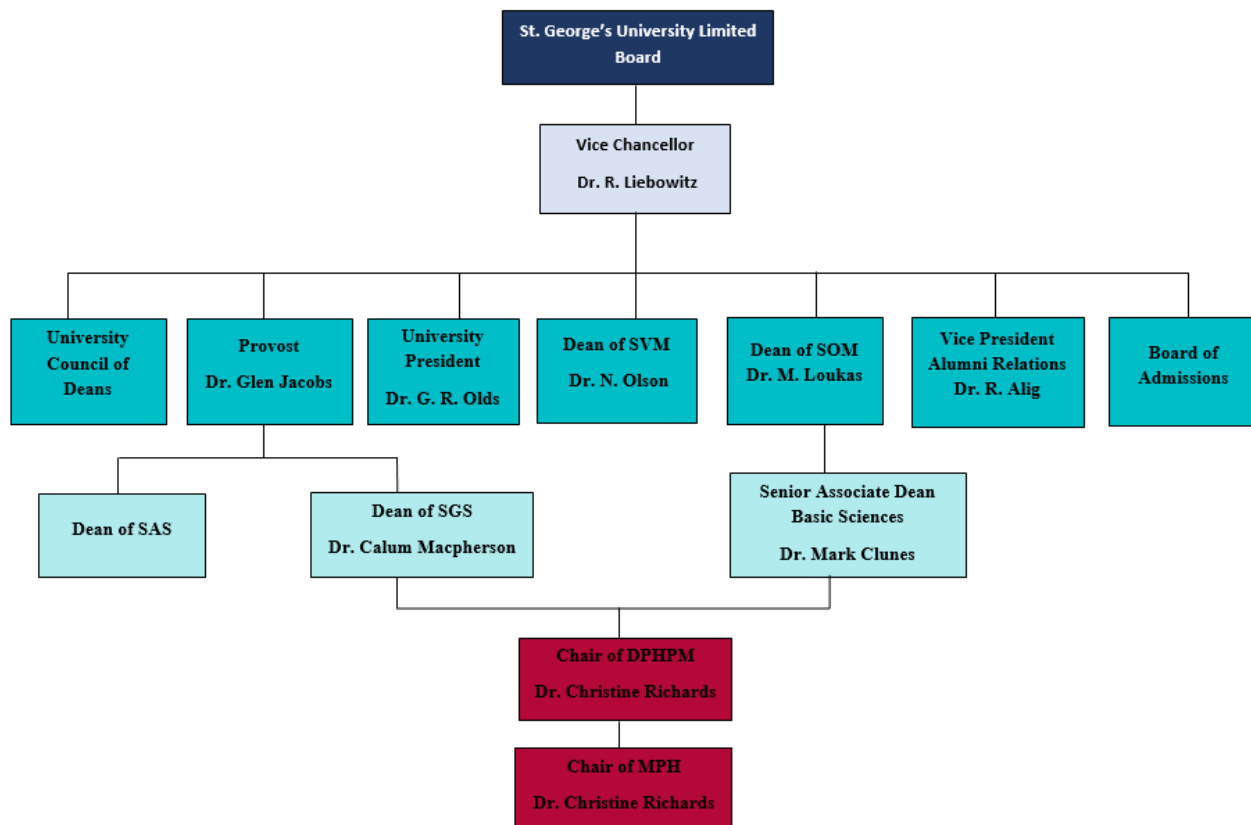 St. George's University Limited
Board
Vice Chancellor
Dr. R. Liebowitz
University
Council of
Deans
Provost
Dr. Glen Jacobs
University
President
Dr. G. R. Olds
Dean of SVM
Dr. N. Olson
Dean of SOM
Dr. M. Loukas
Vice President
Alumni Relations
Dr. R. Alig
Board of
Admissions
Dean of SAS
Dean of SGS
Dr. Calum Macpherson
Senior Associate Dean
Basic Sciences
Dr. Mark Clunes
Chair of DPHPM
Dr. Christine Richards
Chair of MPH
Dr. Christine Richards